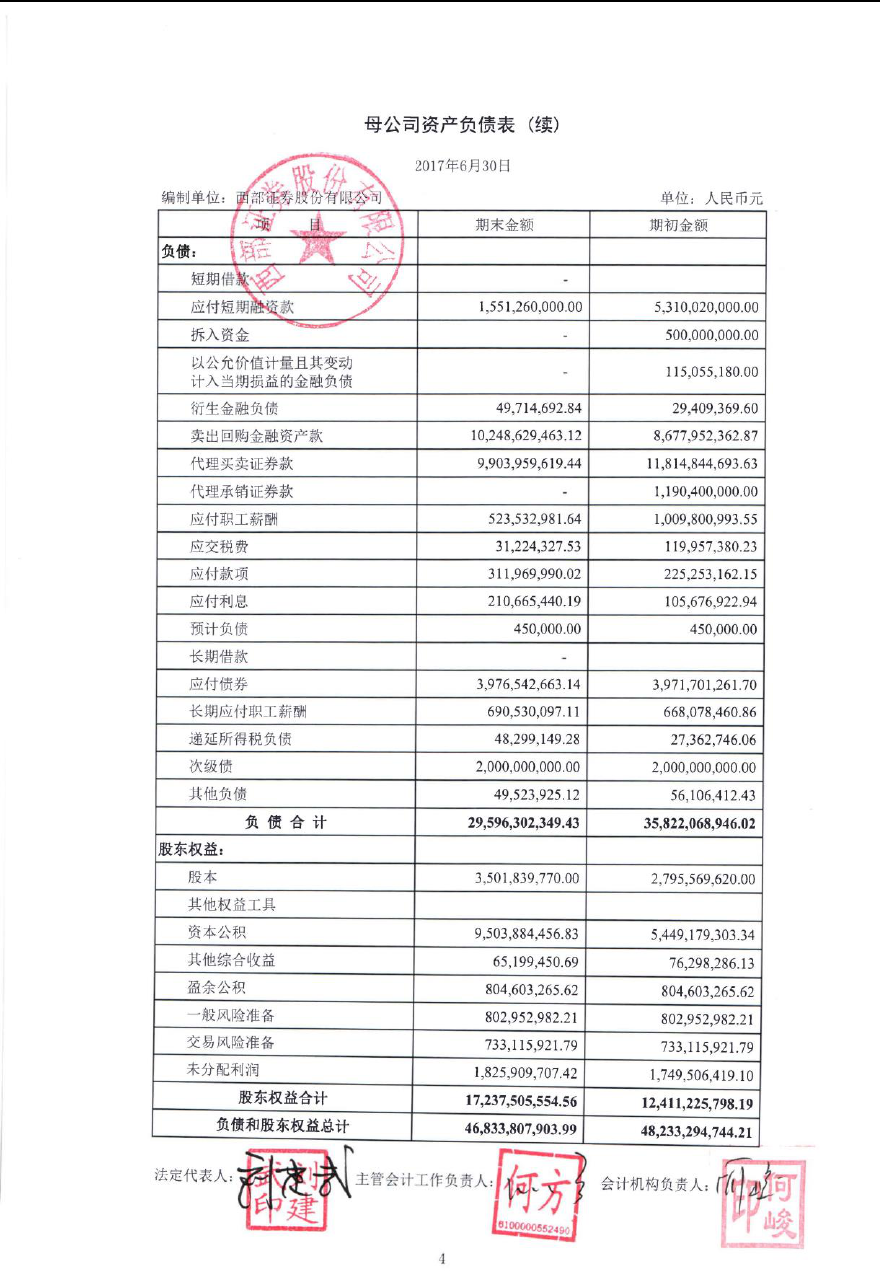 母公司资产负债表（续）
2017年6月30日
编制单位：西部证券股份有限公司 单位：人民币元
项 目 期末金额 期初金额
负债：
短期借款 -
应付短期融资款 1,551,260,000.00 5,310,020,000.00
拆入资金 - 500,000,000.00
以公允价值计量且其变动
计入当期损益的金融负债 - 115,055,180.00
衍生金融负债 49,714,692.84 29,409,369.60
卖出回购金融资产款 10,248,629,463.12 8,677,952,362.87
代理买卖证券款 9,903,959,619.44 11,814,844,693.63
代理承销证券款 - 1,190,400,000.00
应付职工薪酬 523,532,981.64 1,009,800,993.55
应交税费 31,224,327.53 119,957,380.23
应付款项 311,969,990.02 225,253,162.15
应付利息 210,665,440.19 105,676,922.94
预计负债 450,000.00 450,000.00
长期借款 -
应付债券 3,976,542,663.14 3,971,701,261.70
长期应付职工薪酬 690,530,097.11 668,078,460.86
递延所得税负债 48,299,149.28 27,362,746.06
次级债 2,000,000,000.00 2,000,000,000.00
其他负债 49,523,925.12 56,106,412.43
负 债 合 计 29,596,302,349.43 35,822,068,946.02
股东权益：
股本 3,501,839,770.00 2,795,569,620.00
其他权益工具
资本公积 9,503,884,456.83 5,449,179,303.34
其他综合收益 65,199,450.69 76,298,286.13
盈余公积 804,603,265.62 804,603,265.62
一般风险准备 802,952,982.21 802,952,982.21
交易风险准备 733,115,921.79 733,115,921.79
未分配利润 1,825,909,707.42 1,749,506,419.10
股东权益合计 17,237,505,554.56 12,411,225,798.19
负债和股东权益总计 46,833,807,903.99 48,233,294,744.21
西部证券股份有限公司
法定代表人： 主管会计工作负责人： 会计机构负责人：
刘建武印
何方
6100000552490
何峻印
4